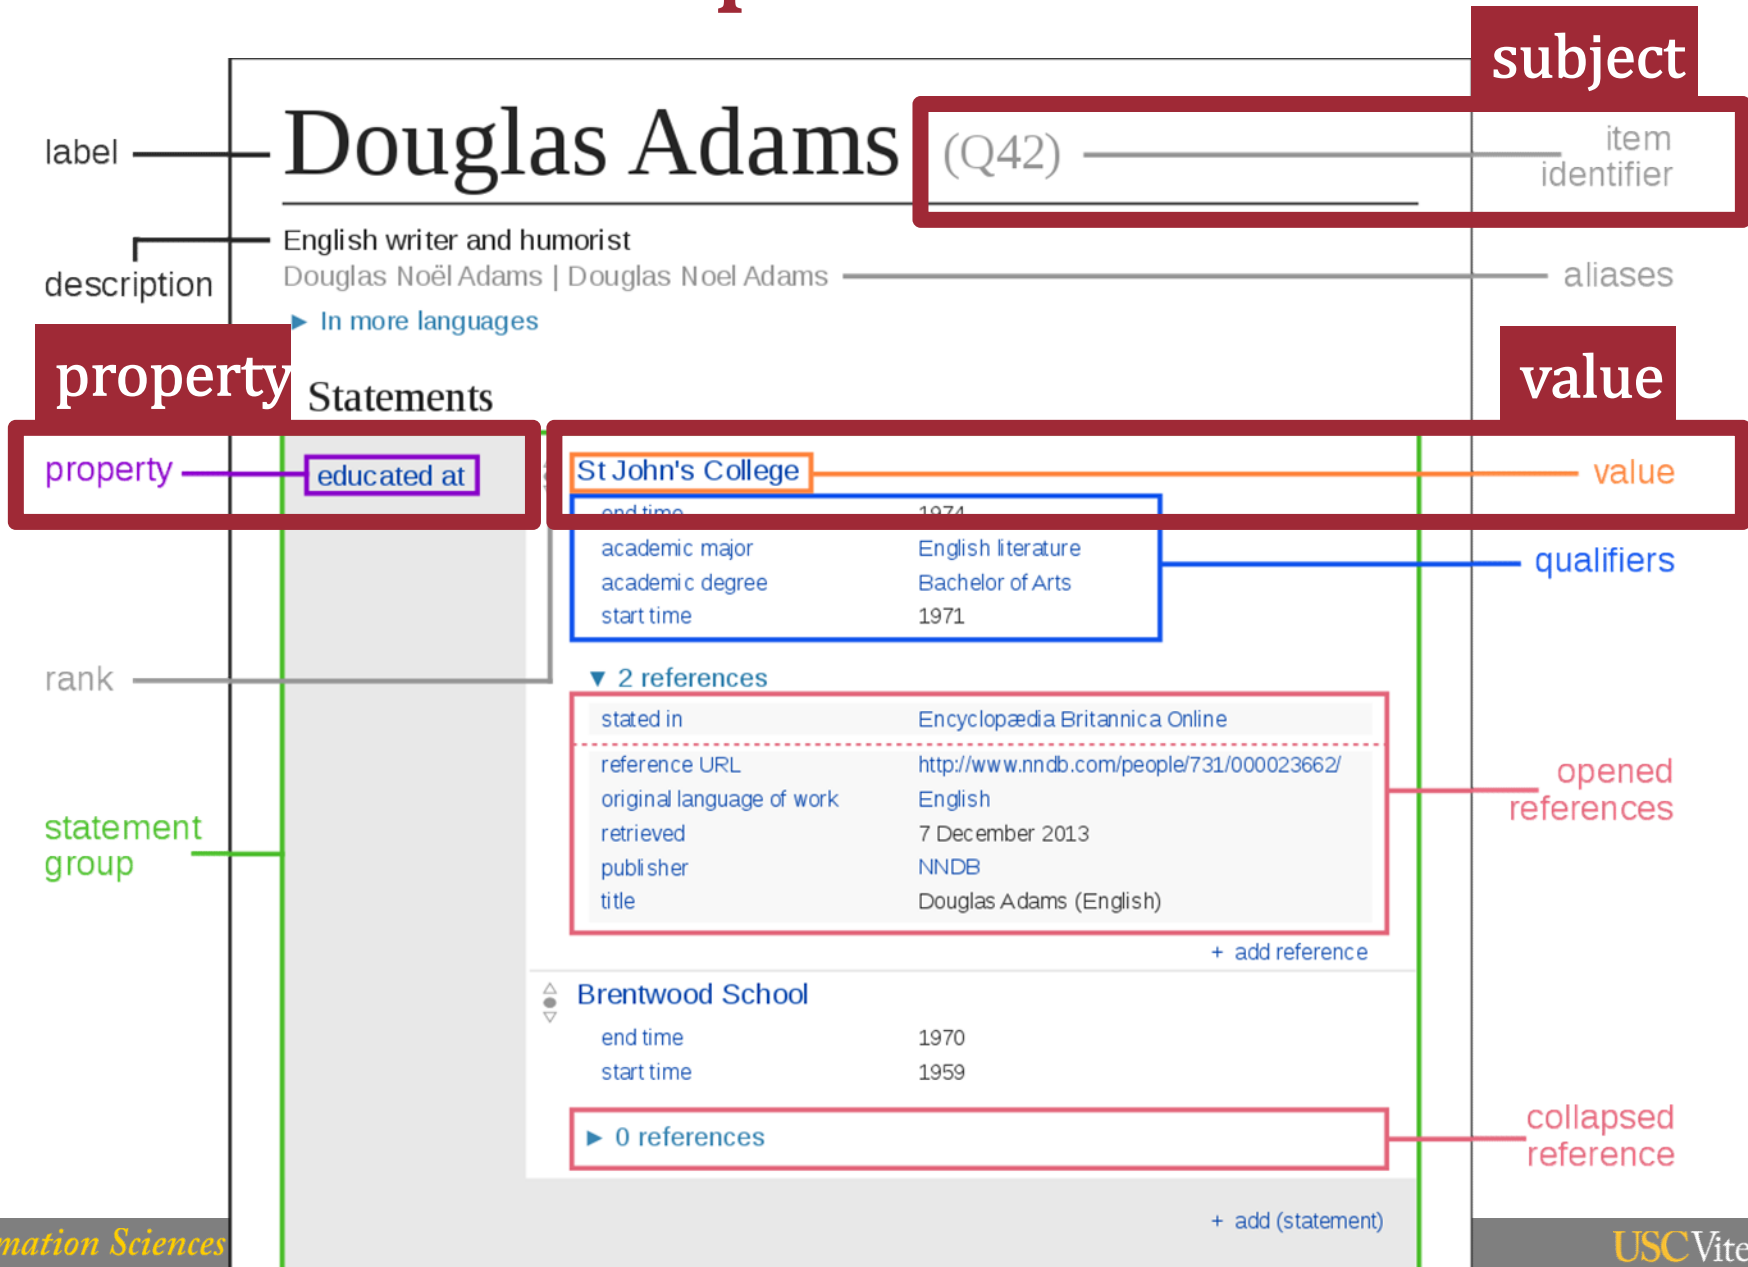 subject
label
Douglas Adams (Q42)
item
identifier
description
English writer and humorist
Douglas Noël Adams | Douglas Noel Adams
aliases
► In more languages
property
Statements
value
property
educated at
St John's College
value
end time 1974
academic major English literature
academic degree Bachelor of Arts
start time 1971
qualifiers
rank
▼ 2 references
stated in Encyclopædia Britannica Online
reference URL http://www.nndb.com/people/731/000023662/
original language of work English
retrieved 7 December 2013
publisher NNDB
title Douglas Adams (English)
opened
references
statement
group
+ add reference
Brentwood School
end time 1970
start time 1959
► 0 references
collapsed
reference
+ add (statement)
mation Sciences
USC Vite